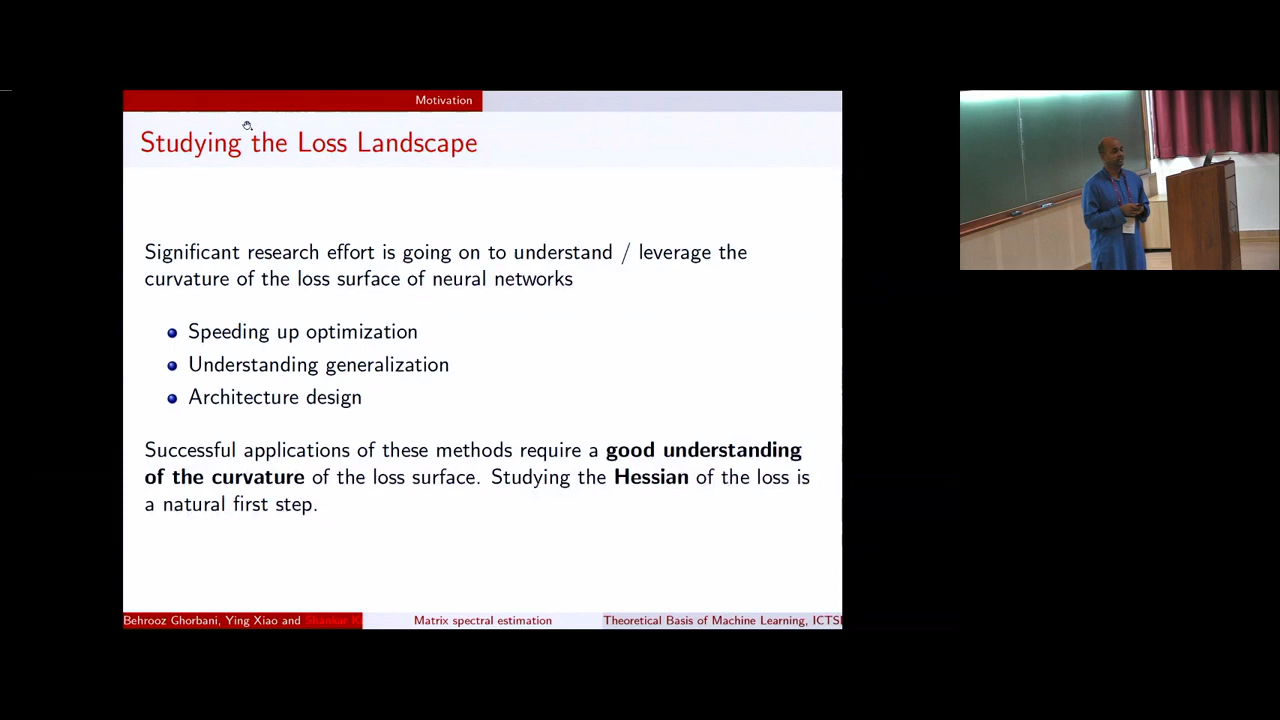 Motivation
Studying the Loss Landscape
Significant research effort is going on to understand / leverage the
curvature of the loss surface of neural networks
Speeding up optimization
Understanding generalization
Architecture design
Successful applications of these methods require a good understanding
of the curvature of the loss surface. Studying the Hessian of the loss is
a natural first step.
Behrooz Ghorbani, Ying Xiao and Shankar
Matrix spectral estimation
Theoretical Basis of Machine Learning,